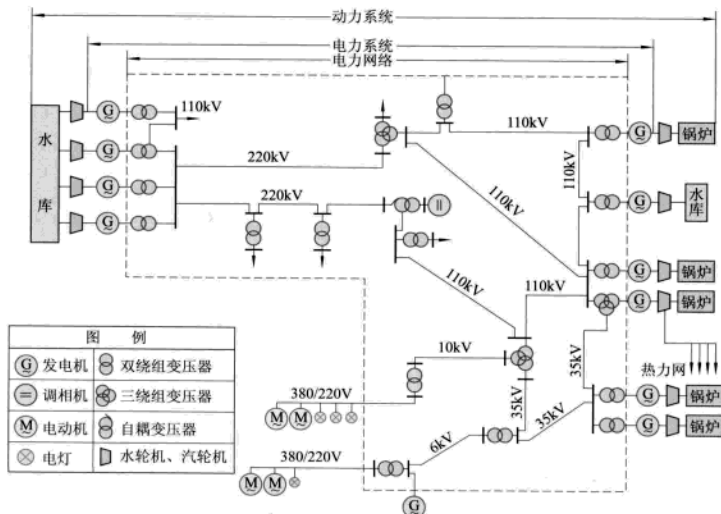 动力系统
电力系统
电力网络
110kV
220kV
220kV
110kV
110kV
110kV
110kV
110kV
10kV
35kV
35kV
35kV
6kV
380/220V
380/220V
水
库
锅炉
水
库
锅炉
锅炉
热力网
锅炉
锅炉
G
G
G
G
G
G
G
G
G
G
G
M
M
M
M
图 例
G 发电机
双绕组变压器
调相机
三绕组变压器
M 电动机
自耦变压器
电灯
水轮机、汽轮机